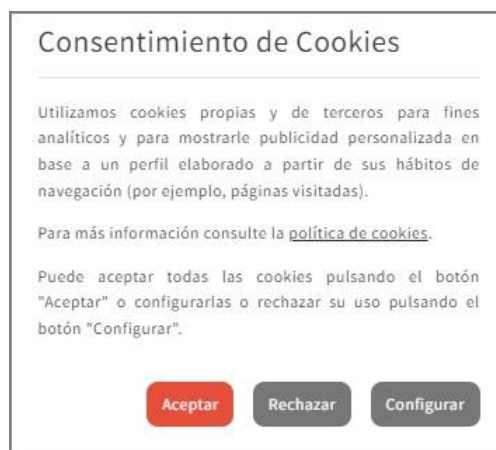 Consentimiento de Cookies
Utilizamos cookies propias y de terceros para fines
analíticos y para mostrarle publicidad personalizada en
base a un perfil elaborado a partir de sus hábitos de
navegación (por ejemplo, páginas visitadas).
Para más información consulte la política de cookies.
Puede aceptar todas las cookies pulsando el botón
"Aceptar" o configurarlas o rechazar su uso pulsando el
botón "Configurar".
Aceptar Rechazar Configurar